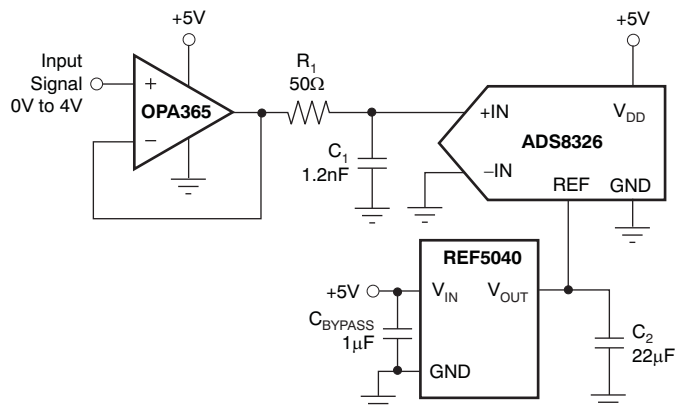 +5V
Input
Signal
0V to 4V
+
−
OPA365
R1
50Ω
C1
1.2nF
+5V
+IN
−IN
VDD
ADS8326
REF
GND
REF5040
+5V
VIN
VOUT
CBYPASS
1μF
GND
C2
22μF